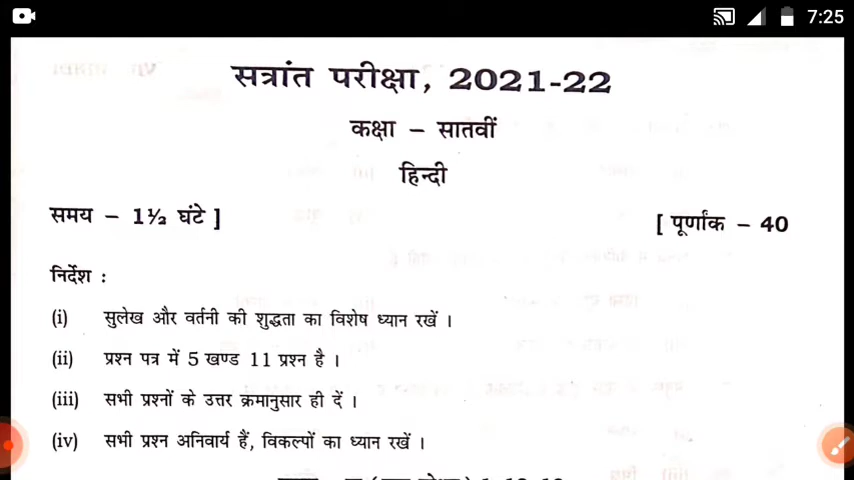 7:25
सत्रांत परीक्षा, 2021-22
कक्षा – सातवीं
हिन्दी
समय – 1½ घंटे ]
[ पूर्णांक – 40
निर्देश :
(i) सुलेख और वर्तनी की शुद्धता का विशेष ध्यान रखें ।
(ii) प्रश्न पत्र में 5 खण्ड 11 प्रश्न है ।
(iii) सभी प्रश्नों के उत्तर क्रमानुसार ही दें ।
(iv) सभी प्रश्न अनिवार्य हैं, विकल्पों का ध्यान रखें ।